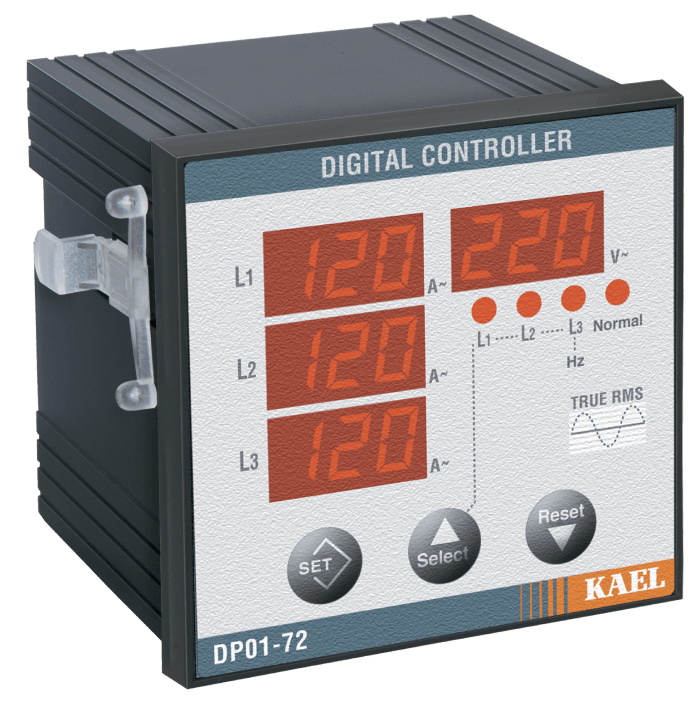 DIGITAL CONTROLLER
L1 120 A~
220 V~
L1 L2 L3 Normal
Hz
L2 120 A~
TRUE RMS
L3 120 A~
SET
Select
Reset
KAEL
DP01-72